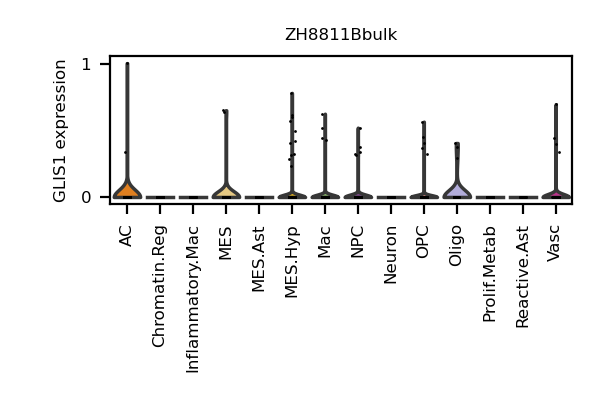 ZH8811Bbulk
GLIS1 expression
1
0
AC
Chromatin.Reg
Inflammatory.Mac
MES
MES.Ast
MES.Hyp
Mac
NPC
Neuron
OPC
Oligo
Prolif.Metab
Reactive.Ast
Vasc